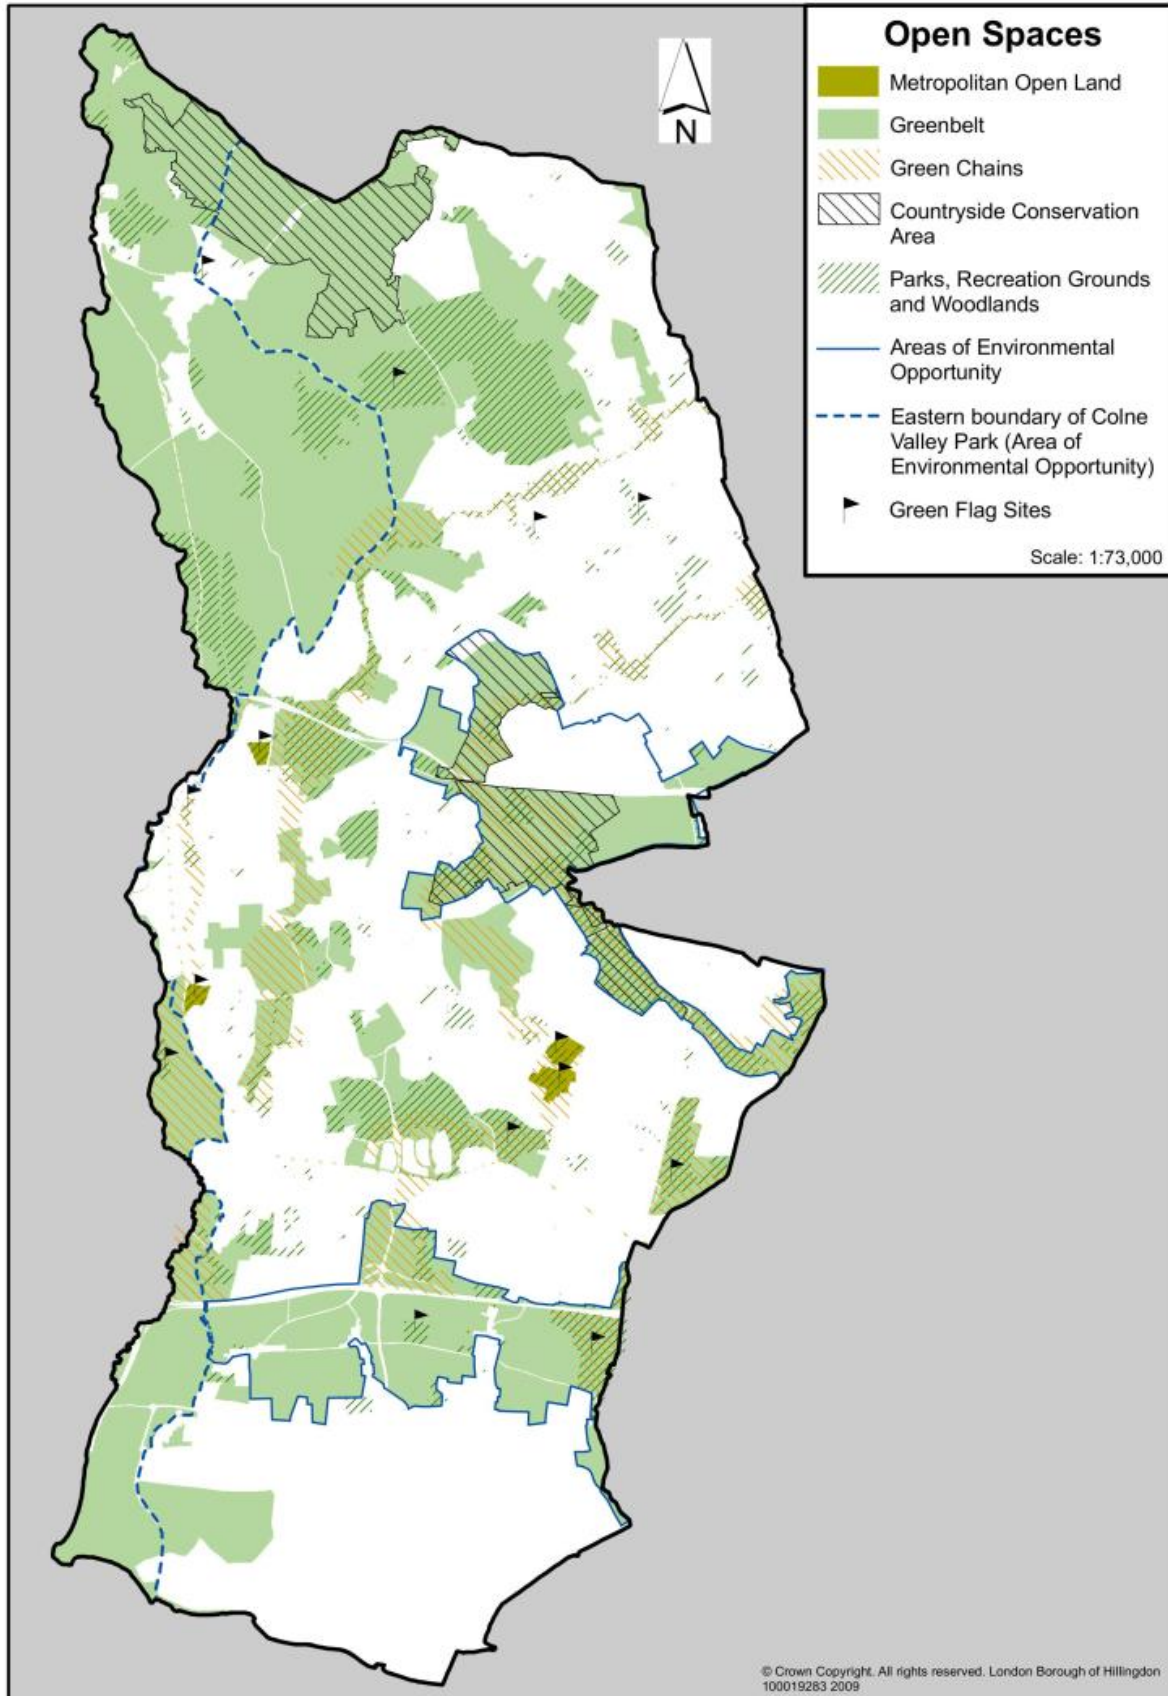 Open Spaces
Metropolitan Open Land
Greenbelt
Green Chains
Countryside Conservation
Area
Parks, Recreation Grounds
and Woodlands
Areas of Environmental
Opportunity
Eastern boundary of Colne
Valley Park (Area of
Environmental Opportunity)
Green Flag Sites
Scale: 1:73,000
N
© Crown Copyright. All rights reserved. London Borough of Hillingdon
100019283 2009